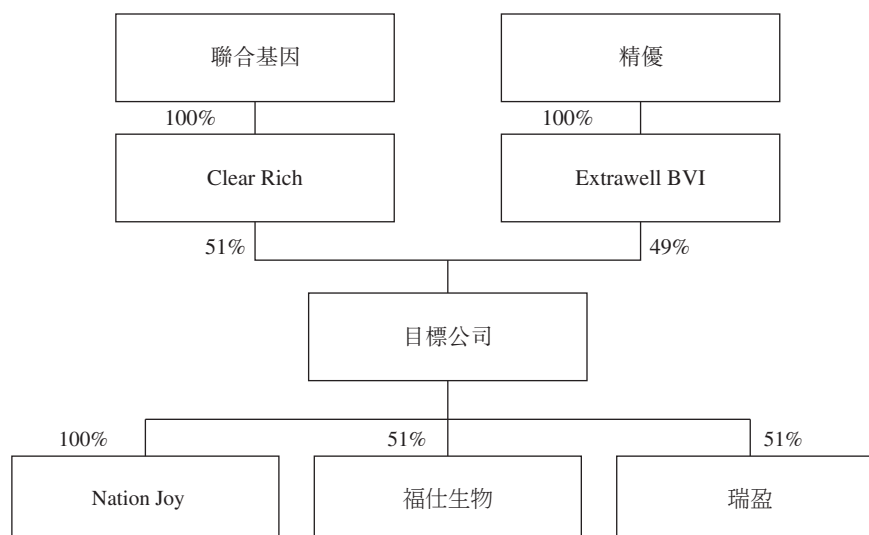 聯合基因
精優
100%
100%
Clear Rich
Extrawell BVI
51%
49%
目標公司
100%
51%
51%
Nation Joy
福仕生物
瑞盈